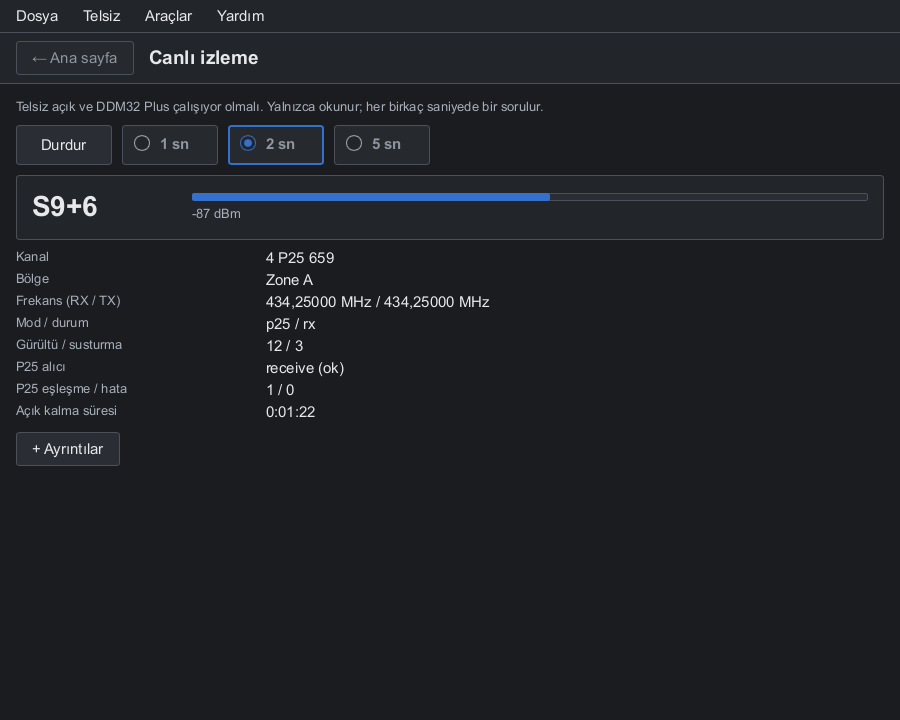 Dosya Telsiz Araçlar Yardım
← Ana sayfa Canlı izleme
Telsiz açık ve DDM32 Plus çalışıyor olmalı. Yalnızca okunur; her birkaç saniyede bir sorulur.
Durdur 1 sn 2 sn 5 sn
S9+6
-87 dBm
Kanal 4 P25 659
Bölge Zone A
Frekans (RX / TX) 434,25000 MHz / 434,25000 MHz
Mod / durum p25 / rx
Gürültü / susturma 12 / 3
P25 alıcı receive (ok)
P25 eşleşme / hata 1 / 0
Açık kalma süresi 0:01:22
+ Ayrıntılar